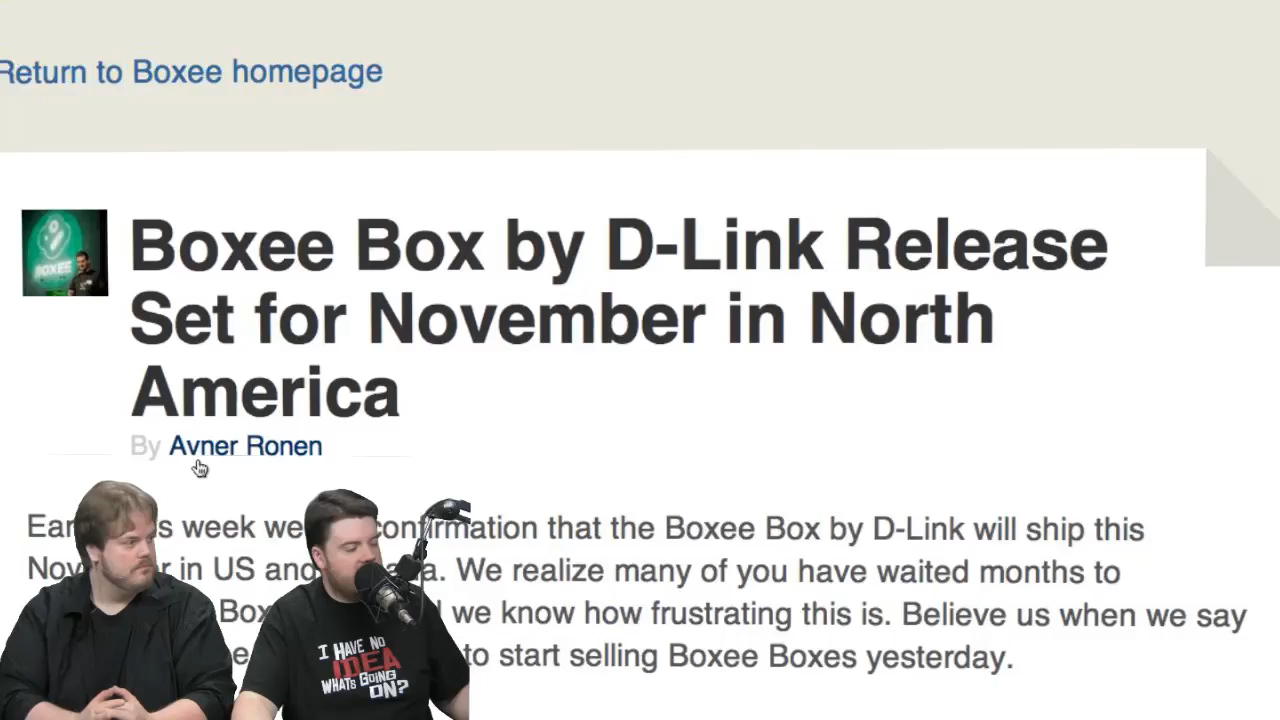 Return to Boxee homepage
BOXEE
Boxee Box by D-Link Release
Set for November in North
America
By Avner Ronen
week we confirmation that the Boxee Box by D-Link will ship this
in US and We realize many of you have waited months to
we know how frustrating this is. Believe us when we say
to start selling Boxee Boxes yesterday.
I HAVE NO
IDEA
WHATS GOING
ON?